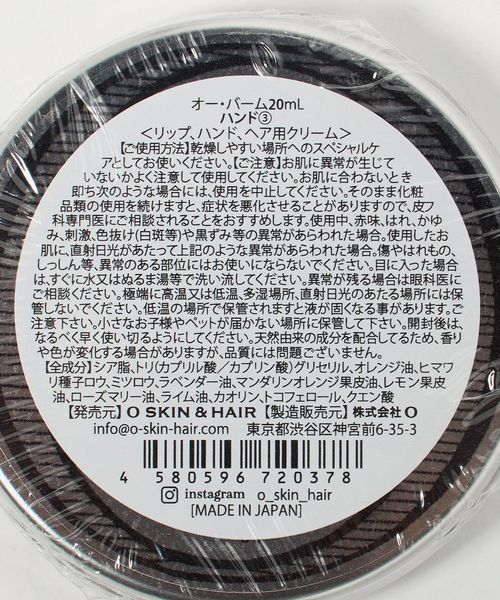 オー・バーム20mL
ハンド③
<リップ、ハンド、ヘア用クリーム>
【ご使用方法】乾燥しやすい場所へのスペシャルケ
アとしてお使いください。【ご注意】お肌に異常が生じて
いないかよく注意して使用してください。お肌に合わないとき
即ち次のような場合には、使用を中止してください。そのまま化粧
品類の使用を続けますと、症状を悪化させることがありますので、皮フ
科専門医にご相談されることをおすすめします。使用中、赤味、はれ、かゆ
み、刺激、色抜け(白斑等)や黒ずみ等の異常があらわれた場合。使用したお
肌に、直射日光があたって上記のような異常があらわれた場合。傷やはれもの、
しっしん等、異常のある部位にはお使いにならないでください。目に入った場合
は、すぐに水又はぬるま湯等で洗い流してください。異常が残る場合は眼科医に
ご相談ください。極端に高温又は低温、多湿場所、直射日光のあたる場所には保
管しないでください。低温の場所で保管されますと液が固くなる事があります。ご
注意下さい。小さなお子様やペットが届かない場所に保管して下さい。開封後は、
なるべく早く使い切るようにしてください。天然由来の成分を配合してるため、香り
や色が変化する場合がありますが、品質には問題ございません。
【全成分】シア脂、トリ(カプリル酸/カプリン酸)グリセリル、オレンジ油、ヒマワ
リ種子ロウ、ミツロウ、ラベンダー油、マンダリンオレンジ果皮油、レモン果皮
油、ローズマリー油、ライム油、カオリン、トコフェロール、クエン酸
【発売元】O SKIN & HAIR 【製造販売元】株式会社O
info@o-skin-hair.com 東京都渋谷区神宮前6-35-3
4 580596 720378
instagram o_skin_hair
[MADE IN JAPAN]